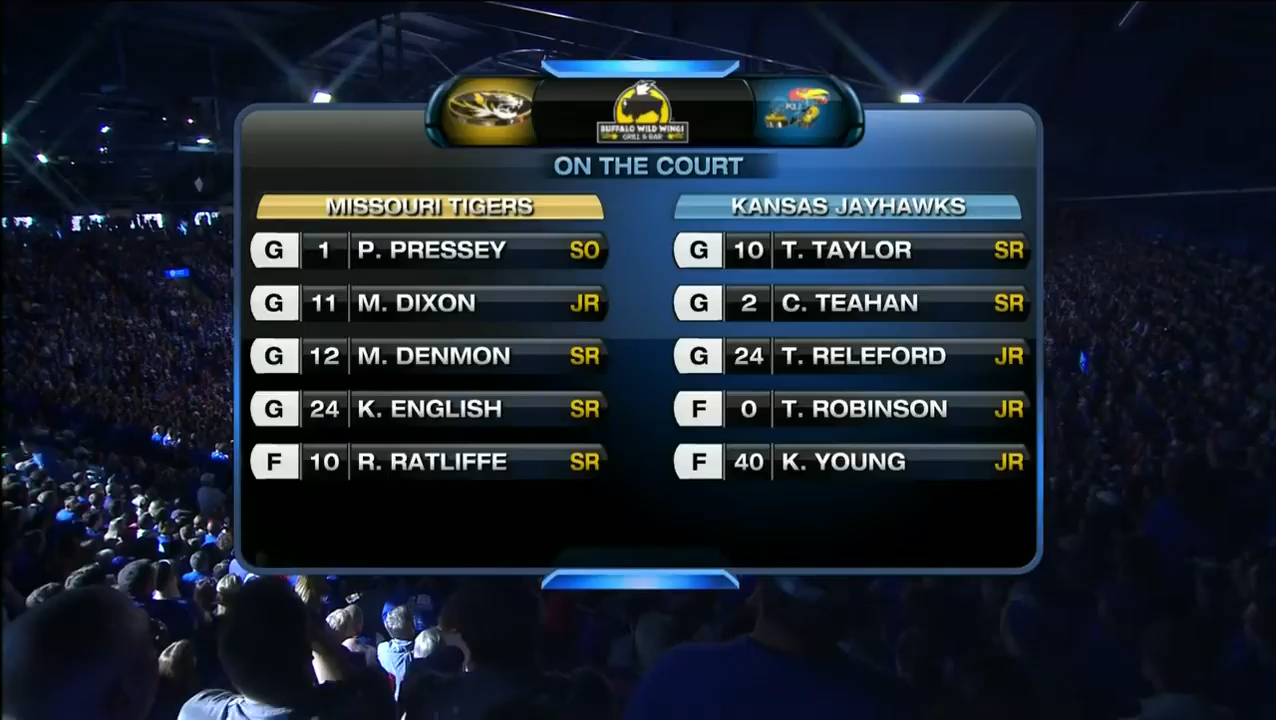 BUFFALO WILD WINGS
GRILL & BAR
KU
ON THE COURT
MISSOURI TIGERS
G 1 P. PRESSEY SO
G 11 M. DIXON JR
G 12 M. DENMON SR
G 24 K. ENGLISH SR
F 10 R. RATLIFFE SR
KANSAS JAYHAWKS
G 10 T. TAYLOR SR
G 2 C. TEAHAN SR
G 24 T. RELEFORD JR
F 0 T. ROBINSON JR
F 40 K. YOUNG JR